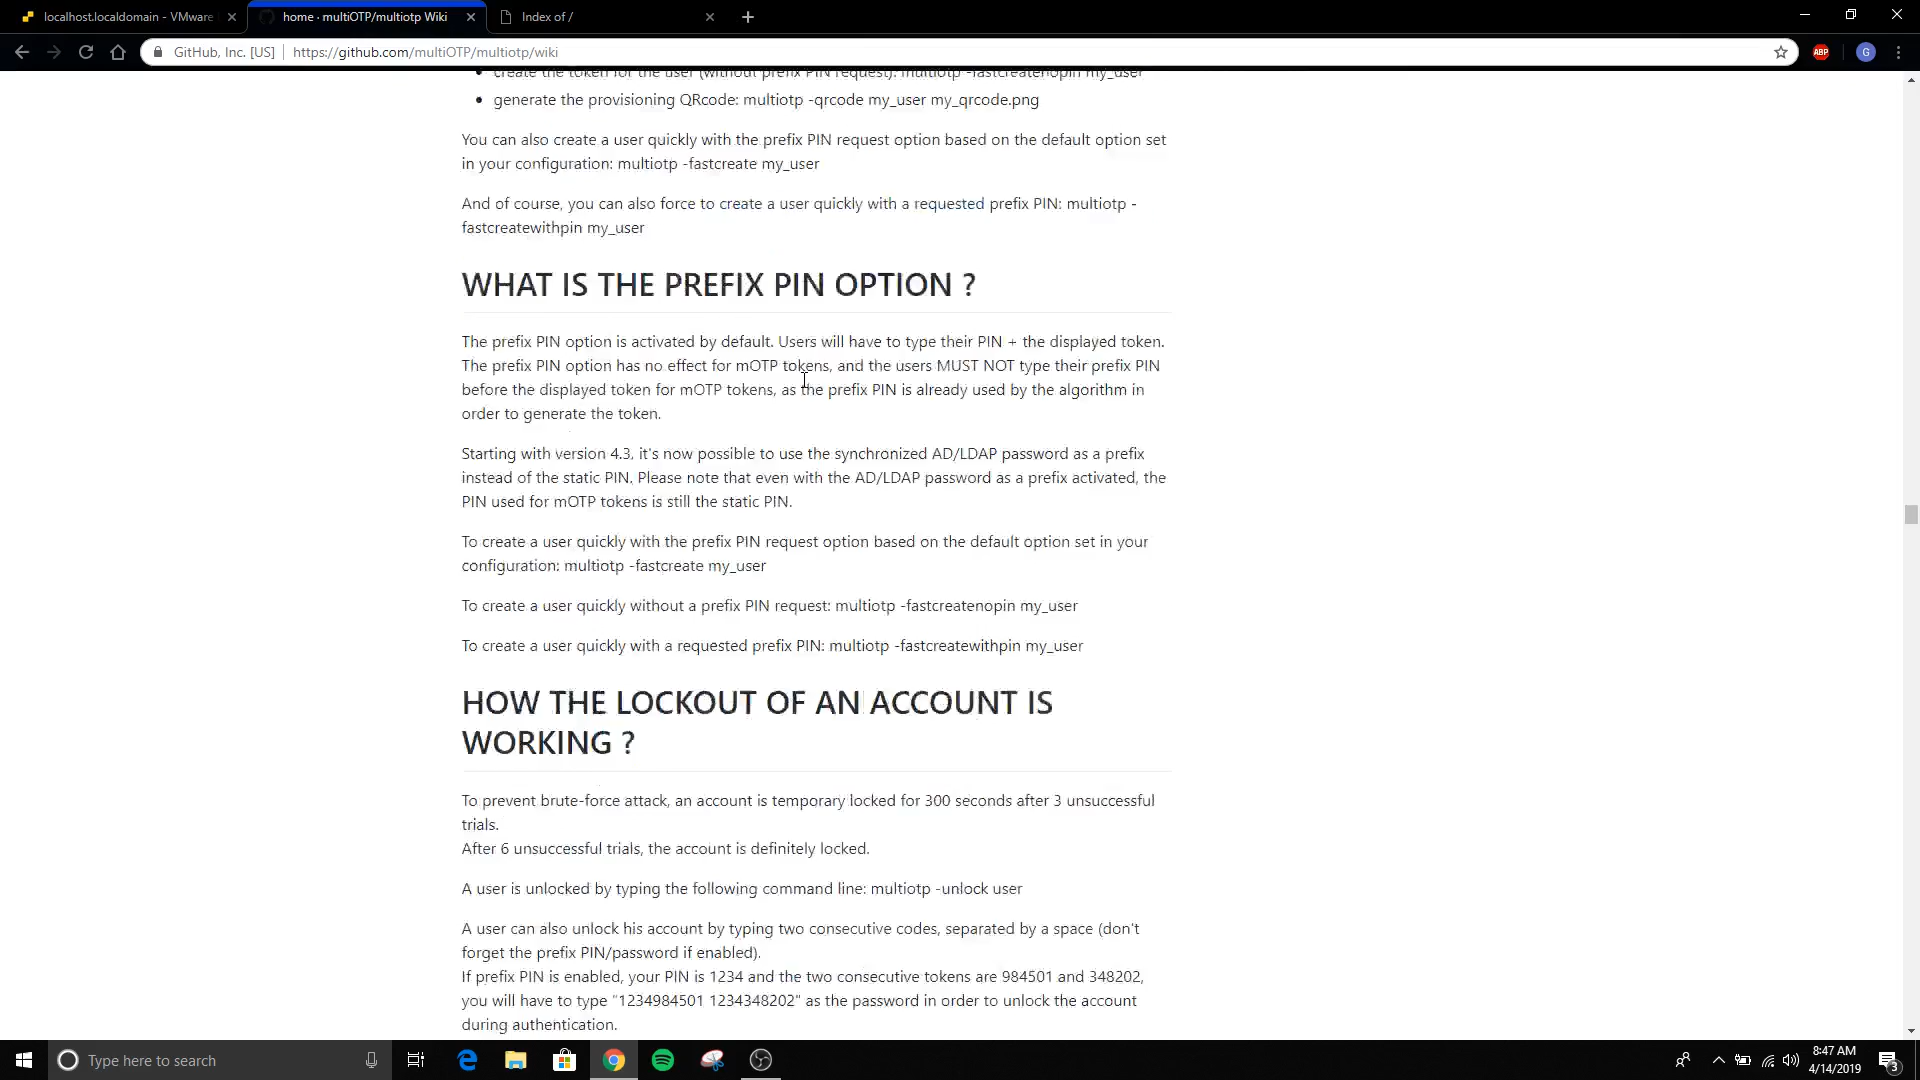 localhost.localdomain - VMware
home · multiOTP/multiotp Wiki
Index of /
GitHub, Inc. [US]
https://github.com/multiOTP/multiotp/wiki
ABP
G
create the token for the user (without prefix PIN request): multiotp -fastcreatenopin my_user
generate the provisioning QRcode: multiotp -qrcode my_user my_qrcode.png
You can also create a user quickly with the prefix PIN request option based on the default option set
in your configuration: multiotp -fastcreate my_user
And of course, you can also force to create a user quickly with a requested prefix PIN: multiotp -
fastcreatewithpin my_user
WHAT IS THE PREFIX PIN OPTION ?
The prefix PIN option is activated by default. Users will have to type their PIN + the displayed token.
The prefix PIN option has no effect for mOTP tokens, and the users MUST NOT type their prefix PIN
before the displayed token for mOTP tokens, as the prefix PIN is already used by the algorithm in
order to generate the token.
Starting with version 4.3, it's now possible to use the synchronized AD/LDAP password as a prefix
instead of the static PIN. Please note that even with the AD/LDAP password as a prefix activated, the
PIN used for mOTP tokens is still the static PIN.
To create a user quickly with the prefix PIN request option based on the default option set in your
configuration: multiotp -fastcreate my_user
To create a user quickly without a prefix PIN request: multiotp -fastcreatenopin my_user
To create a user quickly with a requested prefix PIN: multiotp -fastcreatewithpin my_user
HOW THE LOCKOUT OF AN ACCOUNT IS
WORKING ?
To prevent brute-force attack, an account is temporary locked for 300 seconds after 3 unsuccessful
trials.
After 6 unsuccessful trials, the account is definitely locked.
A user is unlocked by typing the following command line: multiotp -unlock user
A user can also unlock his account by typing two consecutive codes, separated by a space (don't
forget the prefix PIN/password if enabled).
If prefix PIN is enabled, your PIN is 1234 and the two consecutive tokens are 984501 and 348202,
you will have to type "1234984501 1234348202" as the password in order to unlock the account
during authentication.
Type here to search
8:47 AM
4/14/2019
3